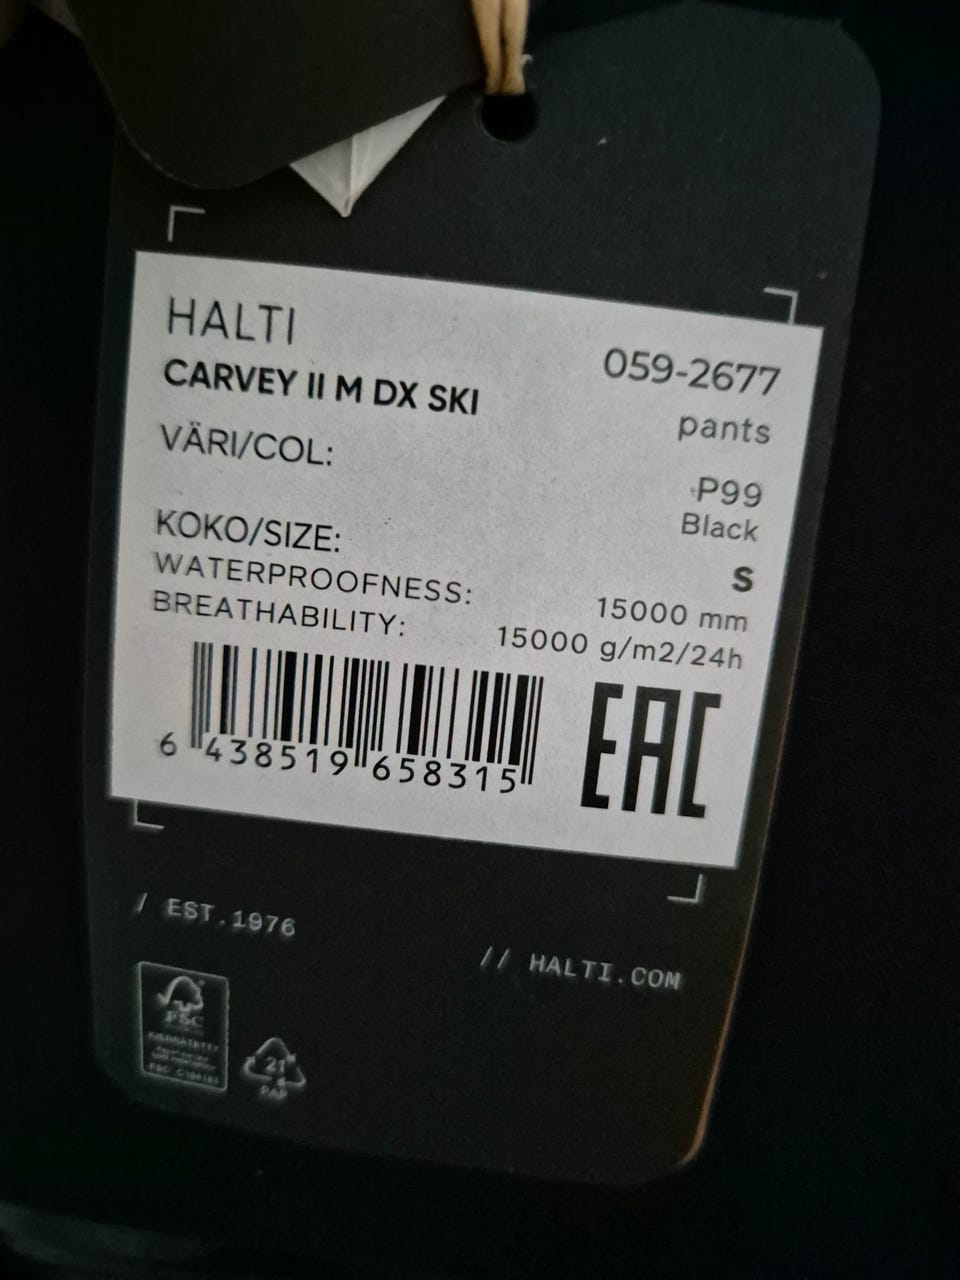 HALTI
059-2677
CARVEY II M DX SKI
pants
VÄRI/COL:
P99
Black
KOKO/SIZE:
S
WATERPROOFNESS:
15000 mm
BREATHABILITY:
15000 g/m2/24h
6 438519 658315
EAC
/ EST.1976
// HALTI.COM
FSC
KIERRÄTETTY
21
PAP